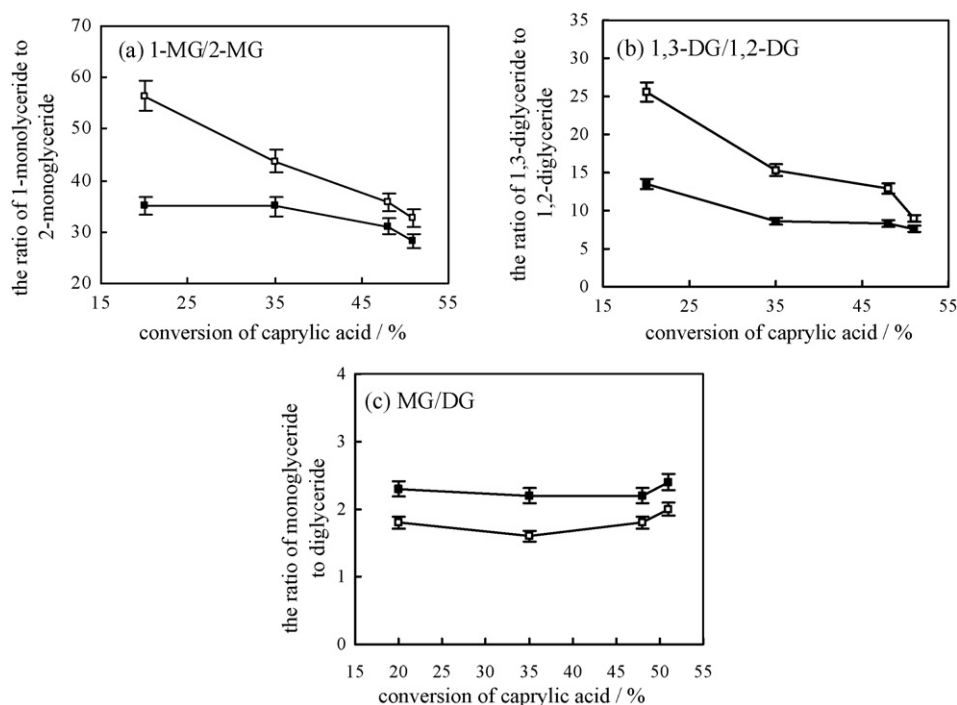 (a) 1-MG/2-MG
the ratio of 1-monolyceride to
2-monoglyceride
70
60
50
40
30
20
15 25 35 45 55
conversion of caprylic acid / %
(b) 1,3-DG/1,2-DG
the ratio of 1,3-diglyceride to
1,2-diglyceride
35
30
25
20
15
10
5
0
15 25 35 45 55
conversion of caprylic acid / %
(c) MG/DG
the ratio of monoglyceride
to diglyceride
4
3
2
1
0
15 20 25 30 35 40 45 50 55
conversion of caprylic acid / %